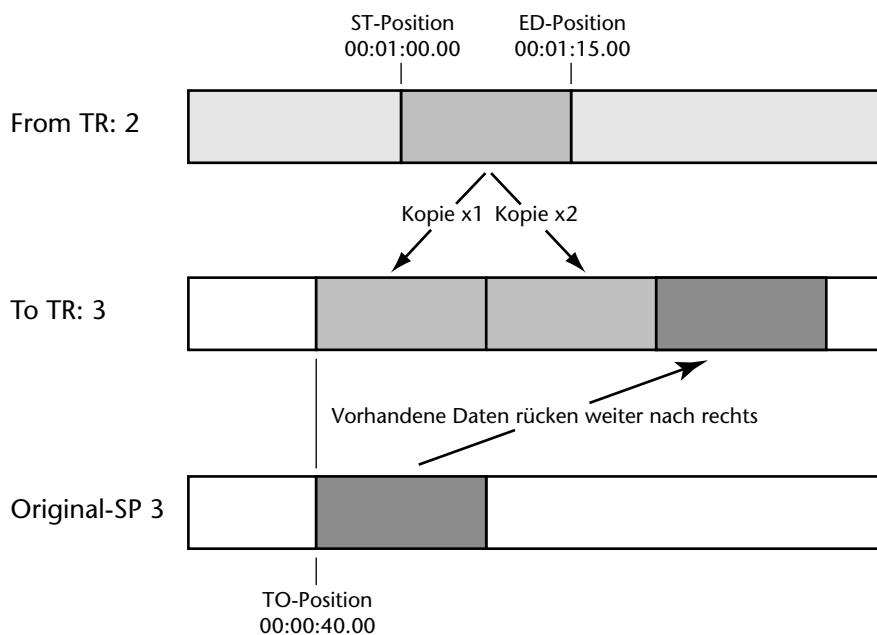 ST-Position
00:01:00.00
ED-Position
00:01:15.00
From TR: 2
Kopie x1
Kopie x2
To TR: 3
Vorhandene Daten rücken weiter nach rechts
Original-SP 3
TO-Position
00:00:40.00